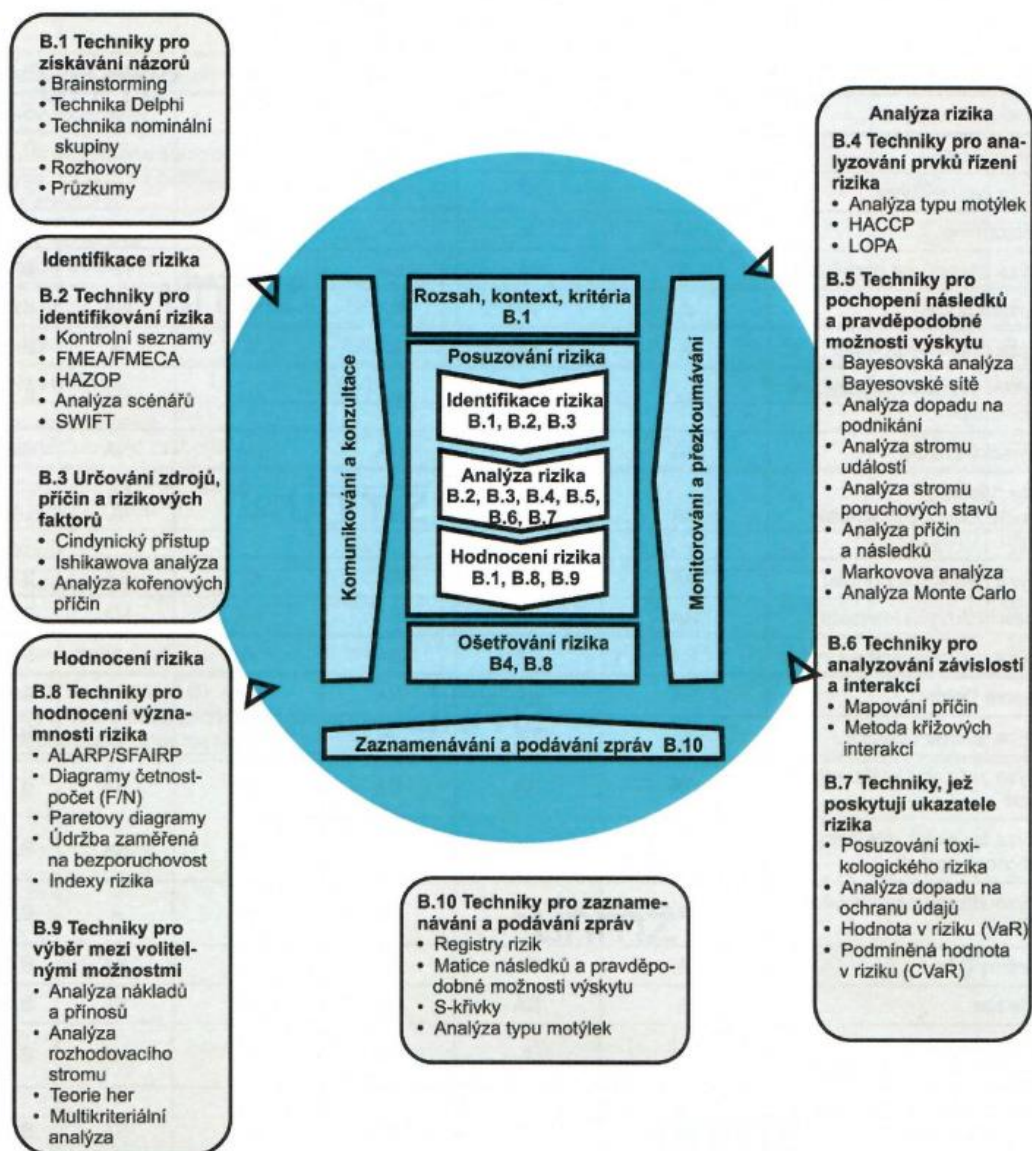 B.1 Techniky pro
získávání názorů
• Brainstorming
• Technika Delphi
• Technika nominální
skupiny
• Rozhovory
• Průzkumy
Identifikace rizika
B.2 Techniky pro
identifikování rizika
• Kontrolní seznamy
• FMEA/FMECA
• HAZOP
• Analýza scénářů
• SWIFT
B.3 Určování zdrojů,
příčin a rizikových
faktorů
• Cindynický přístup
• Ishikawova analýza
• Analýza kořenových
příčin
Hodnocení rizika
B.8 Techniky pro
hodnocení význam-
nosti rizika
• ALARP/SFAIRP
• Diagramy četnost-
počet (F/N)
• Paretovy diagramy
• Údržba zaměřená
na bezporuchovost
• Indexy rizika
B.9 Techniky pro
výběr mezi volitel-
nými možnostmi
• Analýza nákladů
a přínosů
• Analýza
rozhodovacího
stromu
• Teorie her
• Multikriteriální
analýza
Komunikování a konzultace
Rozsah, kontext, kritéria
B.1
Posuzování rizika
Identifikace rizika
B.1, B.2, B.3
Analýza rizika
B.2, B.3, B.4, B.5,
B.6, B.7
Hodnocení rizika
B.1, B.8, B.9
Ošetřování rizika
B4, B.8
Monitorování a přezkoumávání
Zaznamenávání a podávání zpráv B.10
B.10 Techniky pro zazname-
návání a podávání zpráv
• Registry rizik
• Matice následků a pravděpo-
dobné možnosti výskytu
• S-křivky
• Analýza typu motýlek
Analýza rizika
B.4 Techniky pro ana-
lyzování prvků řízení
rizika
• Analýza typu motýlek
• HACCP
• LOPA
B.5 Techniky pro
pochopení následků
a pravděpodobné
možnosti výskytu
• Bayesovská analýza
• Bayesovské sítě
• Analýza dopadu na
podnikání
• Analýza stromu
událostí
• Analýza stromu
poruchových stavů
• Analýza příčin
a následků
• Markovova analýza
• Analýza Monte Carlo
B.6 Techniky pro
analyzování závislostí
a interakcí
• Mapování příčin
• Metoda křížových
interakcí
B.7 Techniky, jež
poskytují ukazatele
rizika
• Posuzování toxi-
kologického rizika
• Analýza dopadu na
ochranu údajů
• Hodnota v riziku (VaR)
• Podmíněná hodnota
v riziku (CVaR)